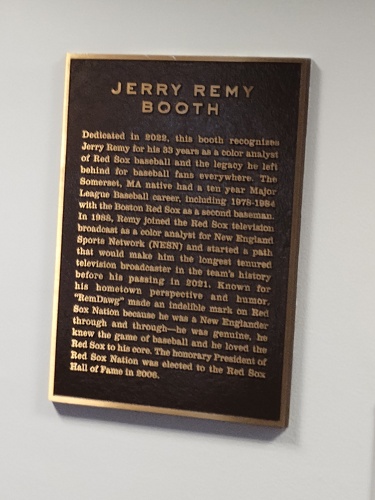 JERRY REMY
BOOTH
Dedicated in 2022, this booth recognizes
Jerry Remy for his 33 years as a color analyst
of Red Sox baseball and the legacy he left
behind for baseball fans everywhere. The
Somerset, MA native had a ten year Major
League Baseball career, including 1978-1984
with the Boston Red Sox as a second baseman.
In 1988, Remy joined the Red Sox television
broadcast as a color analyst for New England
Sports Network (NESN) and started a path
that would make him the longest tenured
television broadcaster in the team's history
before his passing in 2021. Known for
his hometown perspective and humor,
"RemDawg" made an indelible mark on Red
Sox Nation because he was a New Englander
through and through—he was genuine, he
knew the game of baseball and he loved the
Red Sox to his core. The honorary President of
Red Sox Nation was elected to the Red Sox
Hall of Fame in 2006.